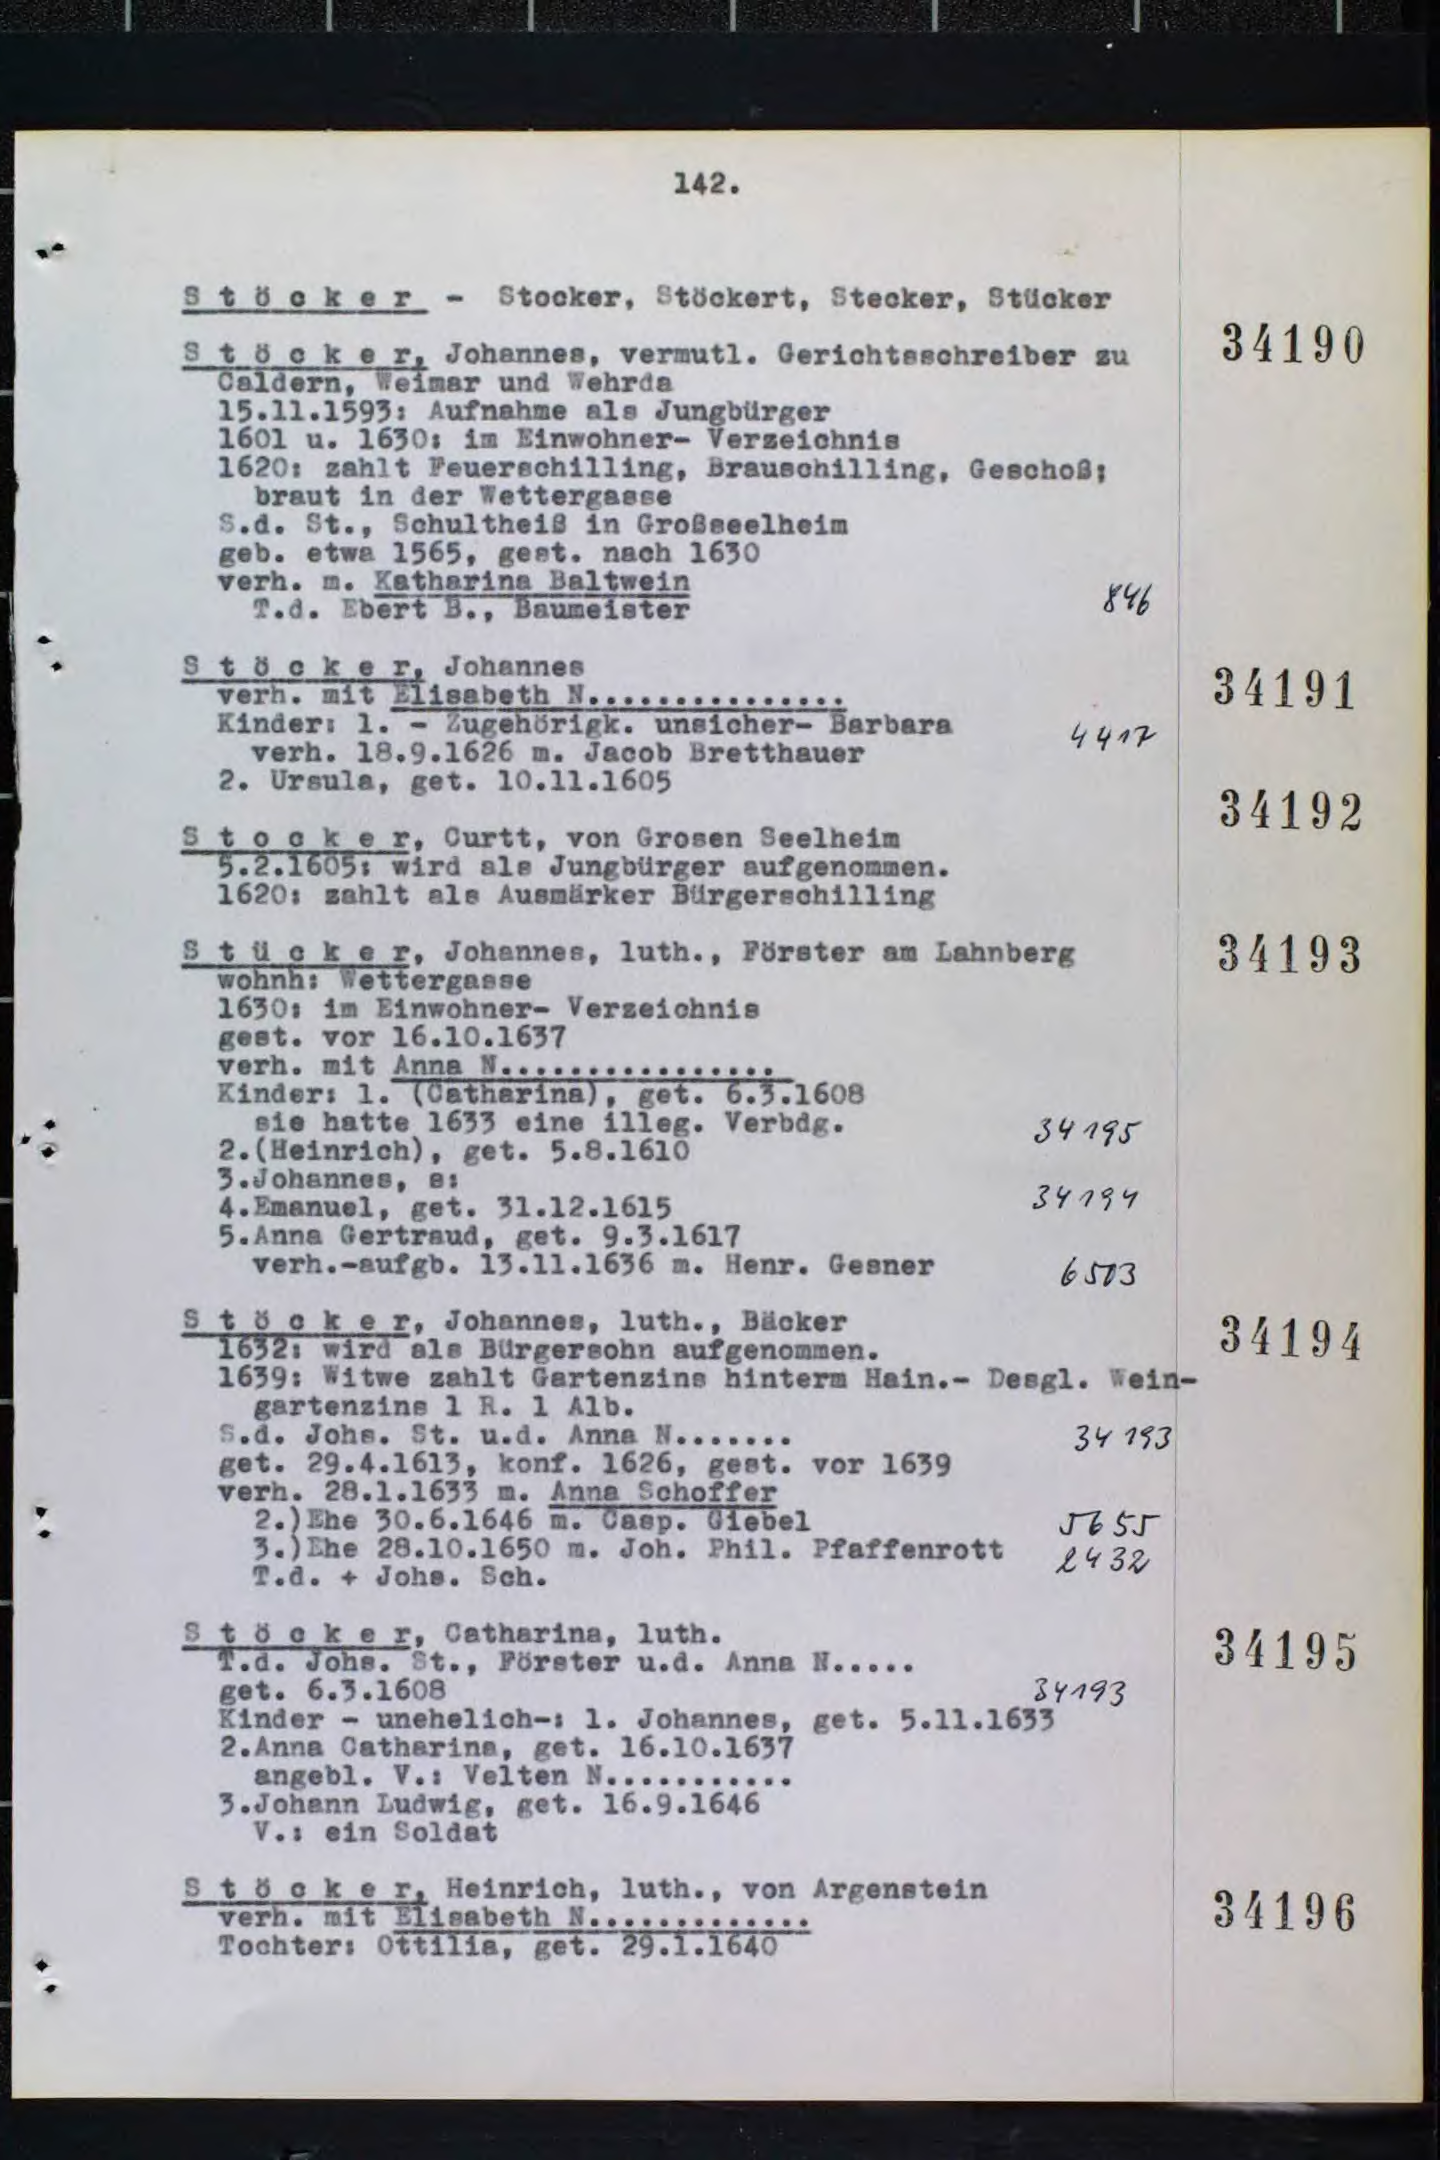 142.
Stöcker - Stocker, Stöckert, Stecker, Stücker
Stöcker, Johannes, vermutl. Gerichtsschreiber zu 34190
Caldern, Weimar und Wehrda
15.11.1593: Aufnahme als Jungbürger
1601 u. 1630: im Einwohner- Verzeichnis
1620: zahlt Feuerschilling, Brauschilling, Geschoß;
braut in der Wettergasse
S.d. St., Schultheiß in Großseelheim
geb. etwa 1565, gest. nach 1630
verh. m. Katharina Baltwein
T.d. Ebert B., Baumeister 846
Stöcker, Johannes 34191
verh. mit Elisabeth N...............
Kinder: 1. - Zugehörigk. unsicher- Barbara 4417
verh. 18.9.1626 m. Jacob Bretthauer
2. Ursula, get. 10.11.1605
Stocker, Curtt, von Grosen Seelheim 34192
5.2.1605: wird als Jungbürger aufgenommen.
1620: zahlt als Ausmärker Bürgerschilling
Stücker, Johannes, luth., Förster am Lahnberg 34193
wohnh: Wettergasse
1630: im Einwohner- Verzeichnis
gest. vor 16.10.1637
verh. mit Anna N................
Kinder: 1. (Catharina), get. 6.3.1608
sie hatte 1633 eine illeg. Verbdg. 34195
2.(Heinrich), get. 5.8.1610
3.Johannes, s:
4.Emanuel, get. 31.12.1615 34194
5.Anna Gertraud, get. 9.3.1617
verh.-aufgb. 13.11.1636 m. Henr. Gesner 6503
Stöcker, Johannes, luth., Bäcker 34194
1632: wird als Bürgersohn aufgenommen.
1639: Witwe zahlt Gartenzins hinterm Hain.- Desgl. Wein-
gartenzins 1 R. 1 Alb.
S.d. Johs. St. u.d. Anna N....... 34193
get. 29.4.1613, konf. 1626, gest. vor 1639
verh. 28.1.1633 m. Anna Schoffer
2.)Ehe 30.6.1646 m. Casp. Giebel 5655
3.)Ehe 28.10.1650 m. Joh. Phil. Pfaffenrott 2432
T.d. + Johs. Sch.
Stöcker, Catharina, luth. 34195
T.d. Johs. St., Förster u.d. Anna N.....
get. 6.3.1608 34193
Kinder - unehelich-: 1. Johannes, get. 5.11.1633
2.Anna Catharina, get. 16.10.1637
angebl. V.: Velten N...........
3.Johann Ludwig, get. 16.9.1646
V.: ein Soldat
Stöcker, Heinrich, luth., von Argenstein 34196
verh. mit Elisabeth N.............
Tochter: Ottilia, get. 29.1.1640